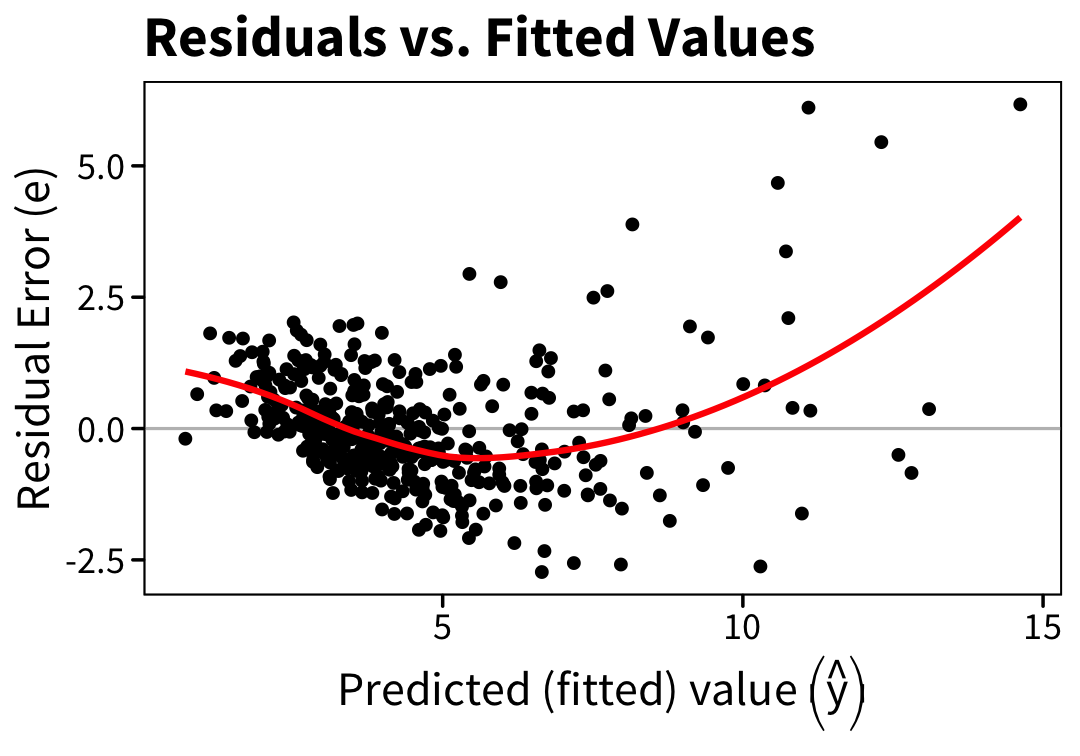 Residuals vs. Fitted Values
Residual Error (e)
5.0
2.5
0.0
-2.5
5 10 15
Predicted (fitted) value (ŷ)